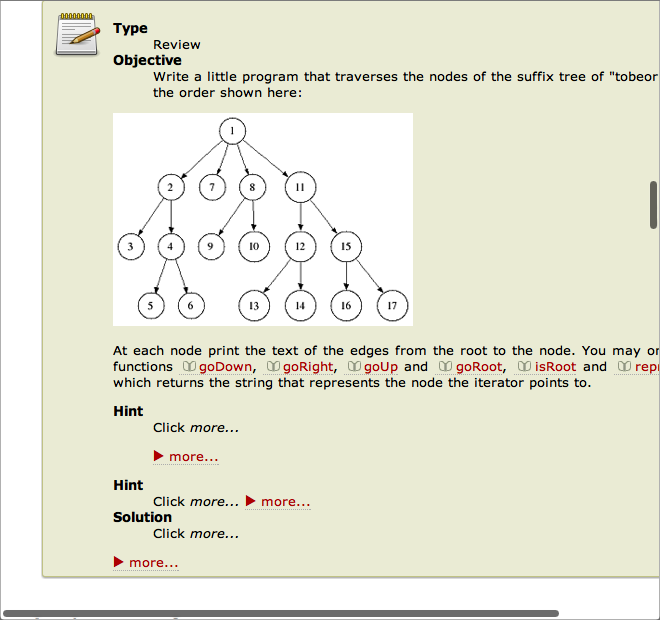 Type
Review
Objective
Write a little program that traverses the nodes of the suffix tree of "tobeor
the order shown here:
1
2 7 8 11
3 4 9 10 12 15
5 6 13 14 16 17
At each node print the text of the edges from the root to the node. You may or
functions goDown, goRight, goUp and goRoot, isRoot and repr
which returns the string that represents the node the iterator points to.
Hint
Click more...
more...
Hint
Click more... more...
Solution
Click more...
more...